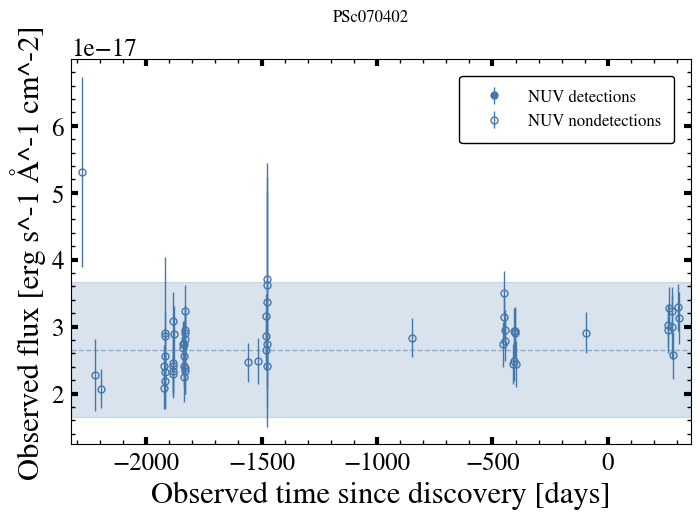 PSc070402
1e−17
NUV detections
NUV nondetections
6
5
4
3
2
Observed flux [erg s^-1 Å^-1 cm^-2]
−2000
−1500
−1000
−500
0
Observed time since discovery [days]